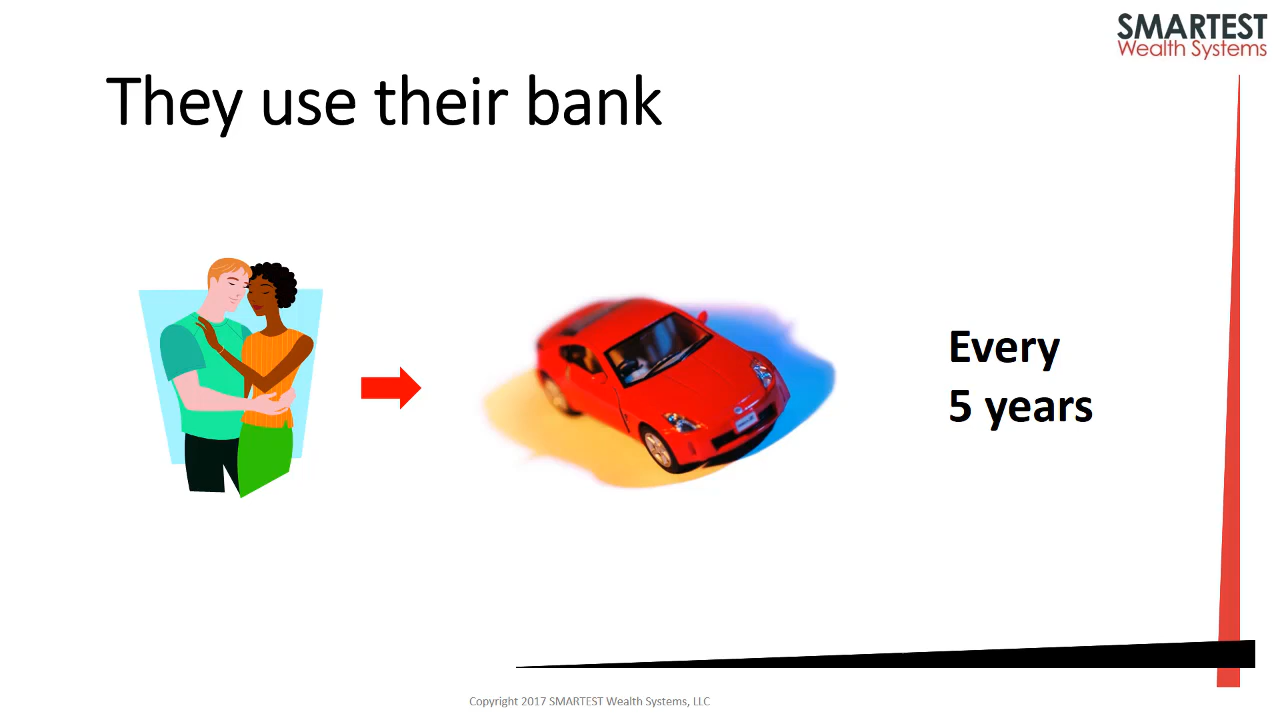 SMARTEST
Wealth Systems
They use their bank
Every
5 years
Copyright 2017 SMARTEST Wealth Systems, LLC